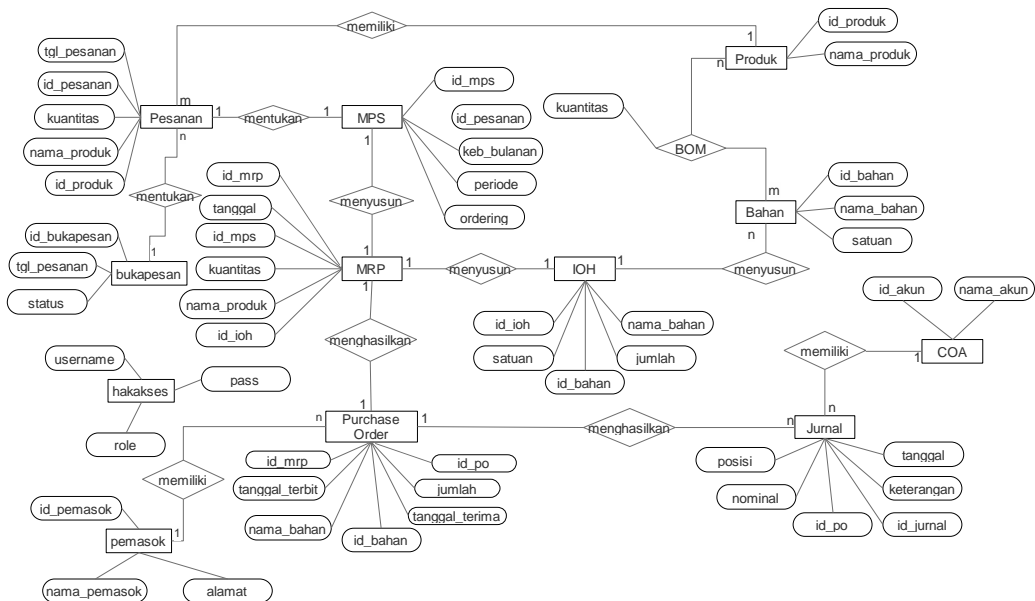 memiliki
id_produk
tgl_pesanan
1
Produk
n
nama_produk
id_pesanan
id_mps
kuantitas
m
Pesanan
n
1
mentukan
1
MPS
1
id_pesanan
kuantitas
nama_produk
keb_bulanan
BOM
id_produk
id_mrp
periode
mentukan
menyusun
ordering
m
Bahan
n
id_bahan
nama_bahan
satuan
tanggal
id_bukapesan
id_mps
1
bukapesan
tgl_pesanan
status
kuantitas
1
MRP
1
1
menyusun
1
IOH
1
menyusun
nama_produk
id_ioh
id_akun
nama_akun
id_ioh
nama_bahan
satuan
jumlah
id_bahan
menghasilkan
memiliki
1
COA
username
hakakses
pass
role
1
n
Purchase
Order
1
menghasilkan
n
n
Jurnal
id_mrp
id_po
tanggal_terbit
jumlah
nama_bahan
tanggal_terima
id_bahan
posisi
tanggal
nominal
keterangan
id_po
id_jurnal
memiliki
id_pemasok
pemasok
1
nama_pemasok
alamat